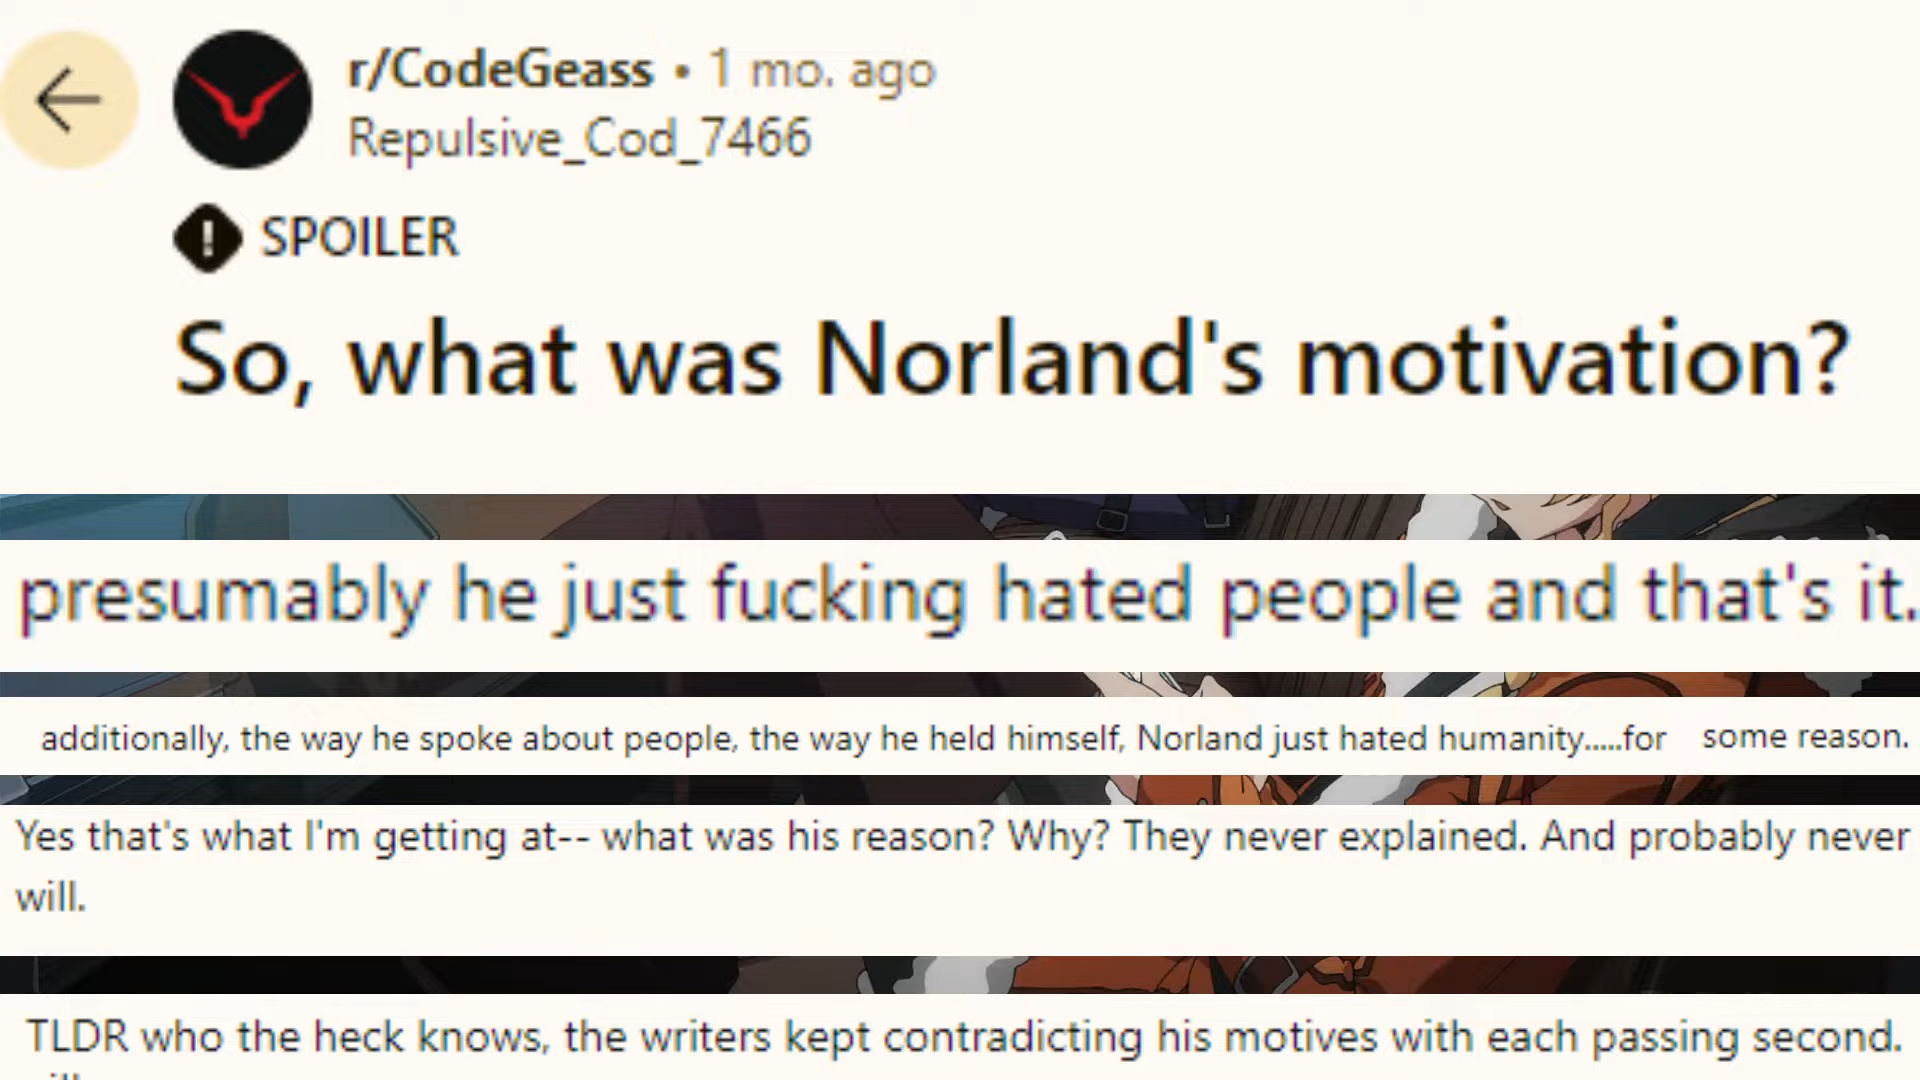 r/CodeGeass • 1 mo. ago
Repulsive_Cod_7466
SPOILER
So, what was Norland's motivation?
presumably he just fucking hated people and that's it.
additionally, the way he spoke about people, the way he held himself, Norland just hated humanity.....for some reason.
Yes that's what I'm getting at-- what was his reason? Why? They never explained. And probably never
will.
TLDR who the heck knows, the writers kept contradicting his motives with each passing second.